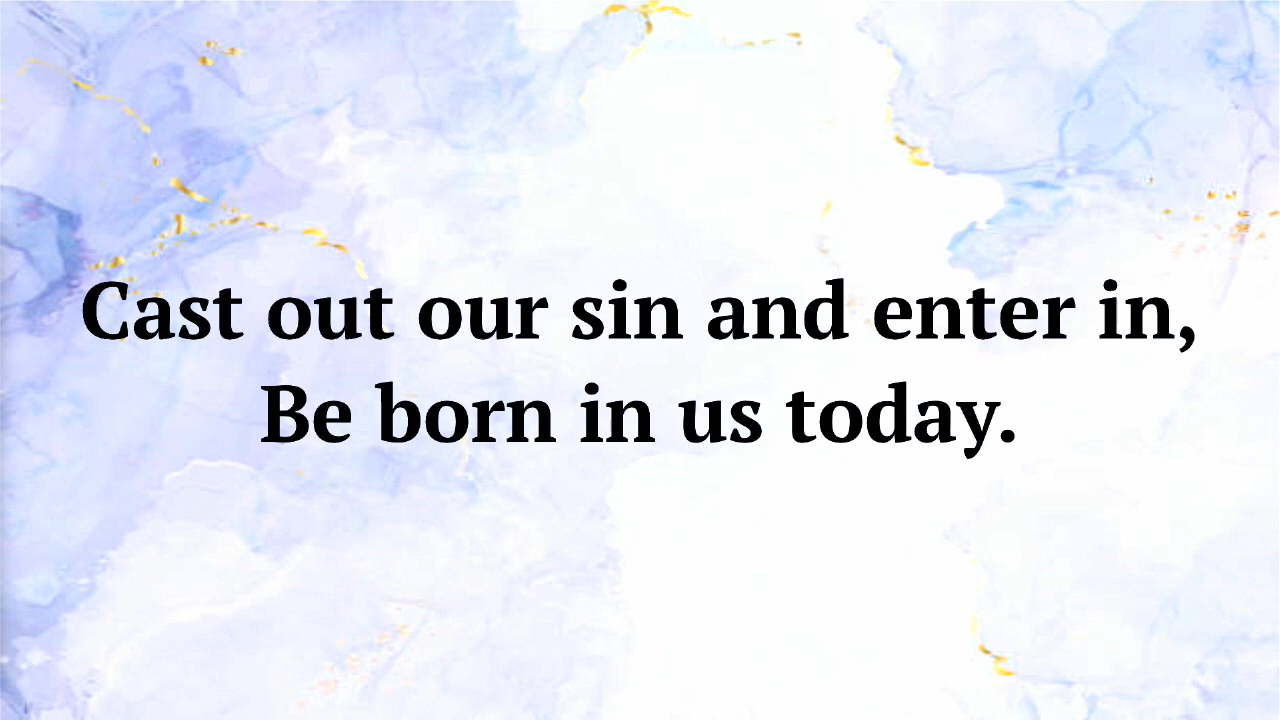 Cast out our sin and enter in,
Be born in us today.